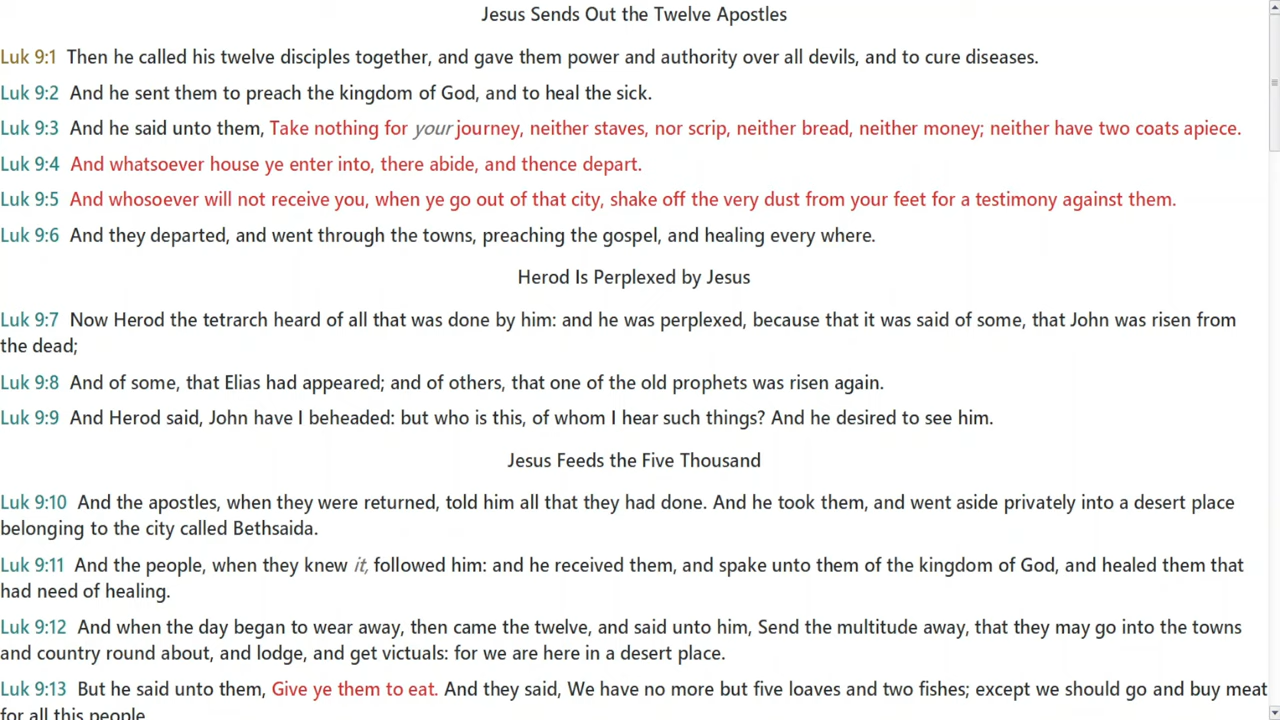 Jesus Sends Out the Twelve Apostles
Luk 9:1 Then he called his twelve disciples together, and gave them power and authority over all devils, and to cure diseases.
Luk 9:2 And he sent them to preach the kingdom of God, and to heal the sick.
Luk 9:3 And he said unto them, Take nothing for your journey, neither staves, nor scrip, neither bread, neither money; neither have two coats apiece.
Luk 9:4 And whatsoever house ye enter into, there abide, and thence depart.
Luk 9:5 And whosoever will not receive you, when ye go out of that city, shake off the very dust from your feet for a testimony against them.
Luk 9:6 And they departed, and went through the towns, preaching the gospel, and healing every where.
Herod Is Perplexed by Jesus
Luk 9:7 Now Herod the tetrarch heard of all that was done by him: and he was perplexed, because that it was said of some, that John was risen from
the dead;
Luk 9:8 And of some, that Elias had appeared; and of others, that one of the old prophets was risen again.
Luk 9:9 And Herod said, John have I beheaded: but who is this, of whom I hear such things? And he desired to see him.
Jesus Feeds the Five Thousand
Luk 9:10 And the apostles, when they were returned, told him all that they had done. And he took them, and went aside privately into a desert place
belonging to the city called Bethsaida.
Luk 9:11 And the people, when they knew it, followed him: and he received them, and spake unto them of the kingdom of God, and healed them that
had need of healing.
Luk 9:12 And when the day began to wear away, then came the twelve, and said unto him, Send the multitude away, that they may go into the towns
and country round about, and lodge, and get victuals: for we are here in a desert place.
Luk 9:13 But he said unto them, Give ye them to eat. And they said, We have no more but five loaves and two fishes; except we should go and buy meat
for all this people